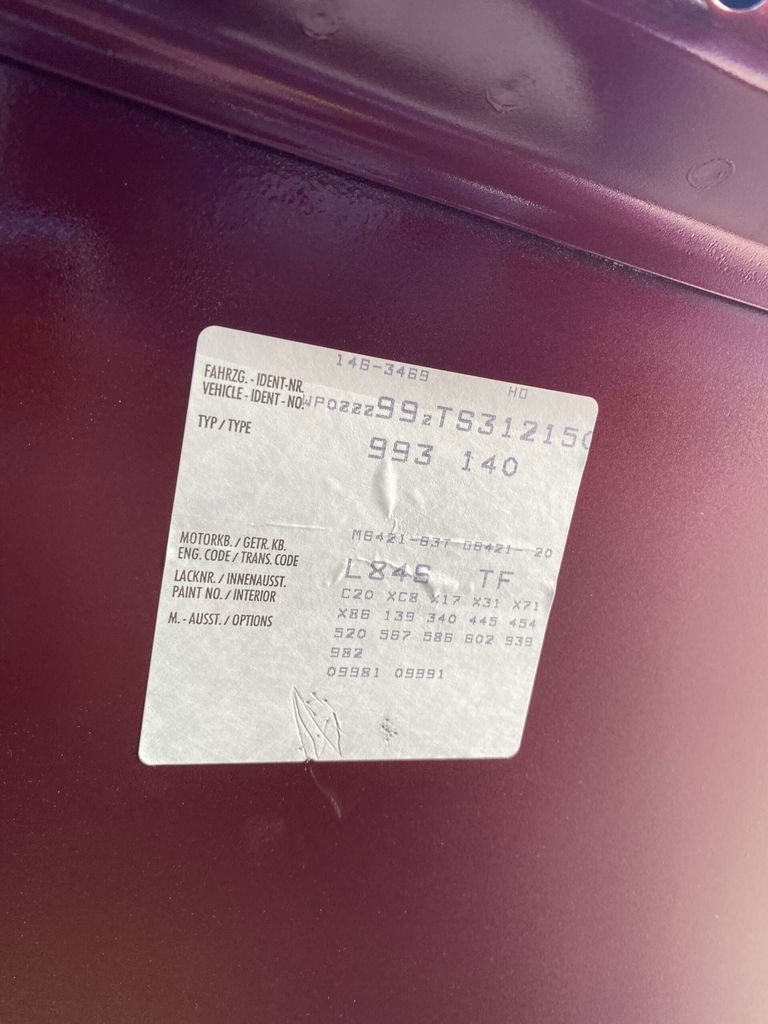 146-3469
HO
FAHRZG. - IDENT-NR.
VEHICLE - IDENT - NO. WP0ZZZ99ZTS312150
TYP / TYPE 993 140
MOTORKB. / GETR. KB. M6421-637 G6421- 20
ENG. CODE / TRANS. CODE
LACKNR. / INNENAUSST. L84S TF
PAINT NO. / INTERIOR C20 XC8 X17 X31 X71
M. - AUSST. / OPTIONS X86 139 340 445 454
520 567 586 602 939
982
09981 09991